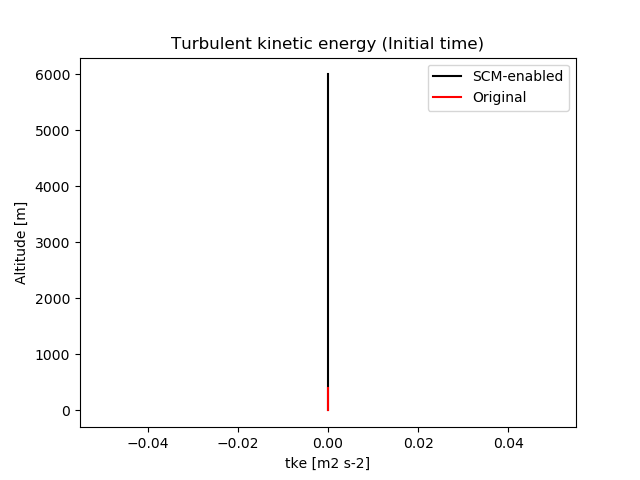 Turbulent kinetic energy (Initial time)
SCM-enabled
Original
6000
5000
4000
3000
2000
1000
0
Altitude [m]
−0.04 −0.02 0.00 0.02 0.04
tke [m2 s-2]